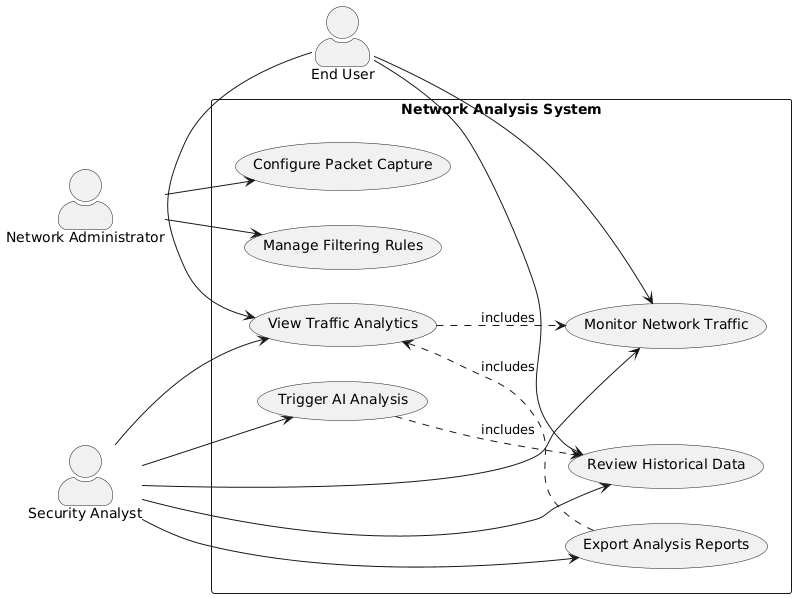 End User
Network Analysis System
Configure Packet Capture
Network Administrator
Manage Filtering Rules
View Traffic Analytics
includes
Monitor Network Traffic
includes
Trigger AI Analysis
includes
Review Historical Data
Security Analyst
Export Analysis Reports